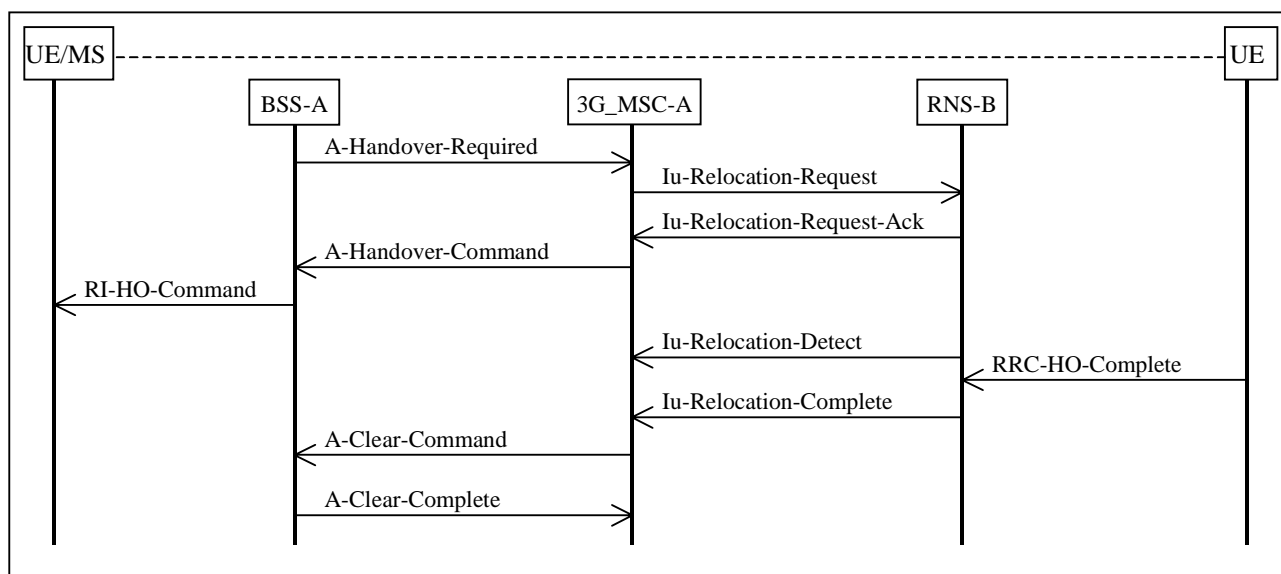 UE/MS
UE
BSS-A
3G_MSC-A
RNS-B
A-Handover-Required
Iu-Relocation-Request
Iu-Relocation-Request-Ack
A-Handover-Command
RI-HO-Command
Iu-Relocation-Detect
RRC-HO-Complete
Iu-Relocation-Complete
A-Clear-Command
A-Clear-Complete